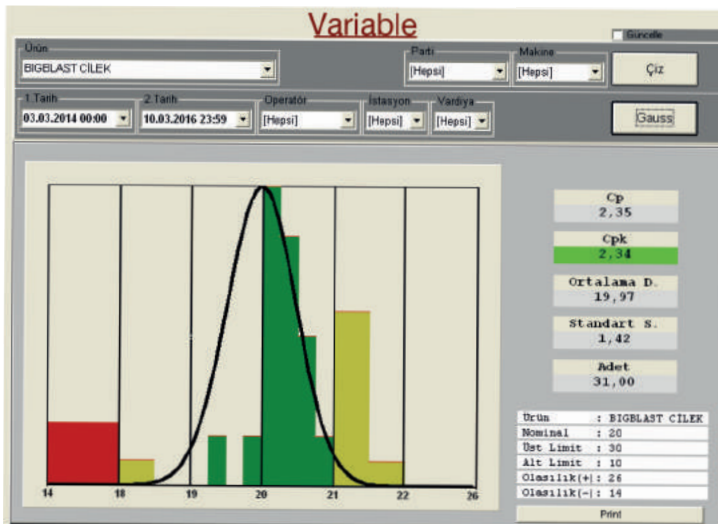 Variable
Güncelle
Ürün
BIGBLAST CİLEK
Parti
[Hepsi]
Makine
[Hepsi]
Çiz
1.Tarih
03.03.2014 00:00
2.Tarih
10.03.2016 23:59
Operatör
[Hepsi]
İstasyon
[Hepsi]
Vardiya
[Hepsi]
Gauss
Cp
2,35
Cpk
2,34
Ortalama D.
19,97
Standart S.
1,42
Adet
31,00
Ürün : BIGBLAST CİLEK
Nominal : 20
Üst Limit : 30
Alt Limit : 10
Olasılık(+): 26
Olasılık(-): 14
Print
14 18 19 20 21 22 26